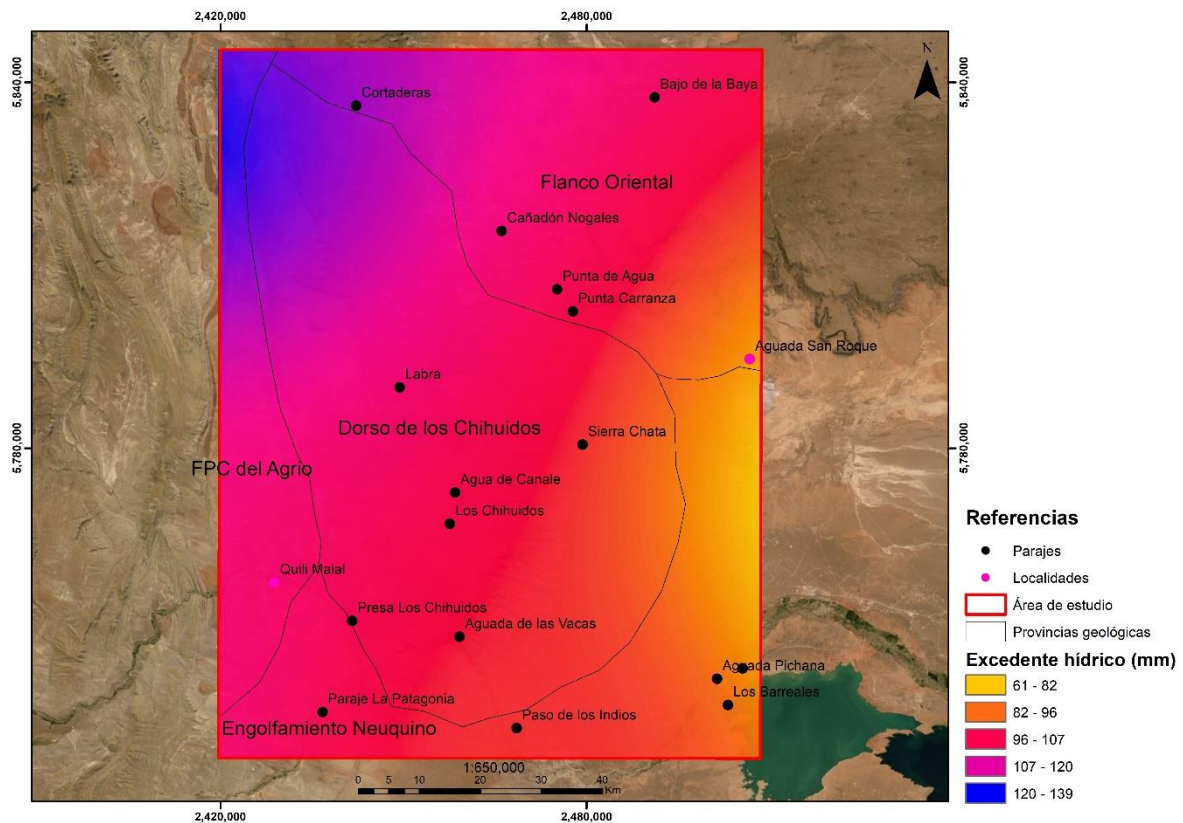 2,420,000
2,480,000
N
5,840,000
5,840,000
Bajo de la Baya
Cortaderas
Flanco Oriental
Cañadón Nogales
Punta de Agua
Punta Carranza
Aguada San Roque
Labra
Dorso de los Chihuidos
Sierra Chata
5,780,000
5,780,000
FPC del Agrio
Agua de Canale
Los Chihuidos
Quili Malal
Presa Los Chihuidos
Aguada de las Vacas
Aguada Pichana
Los Barreales
Paraje La Patagonia
Paso de los Indios
Engolfamiento Neuquino
1:650,000
0 5 10 20 30 40
Km
2,420,000
2,480,000
Referencias
Parajes
Localidades
Área de estudio
Provincias geológicas
Excedente hídrico (mm)
61 - 82
82 - 96
96 - 107
107 - 120
120 - 139